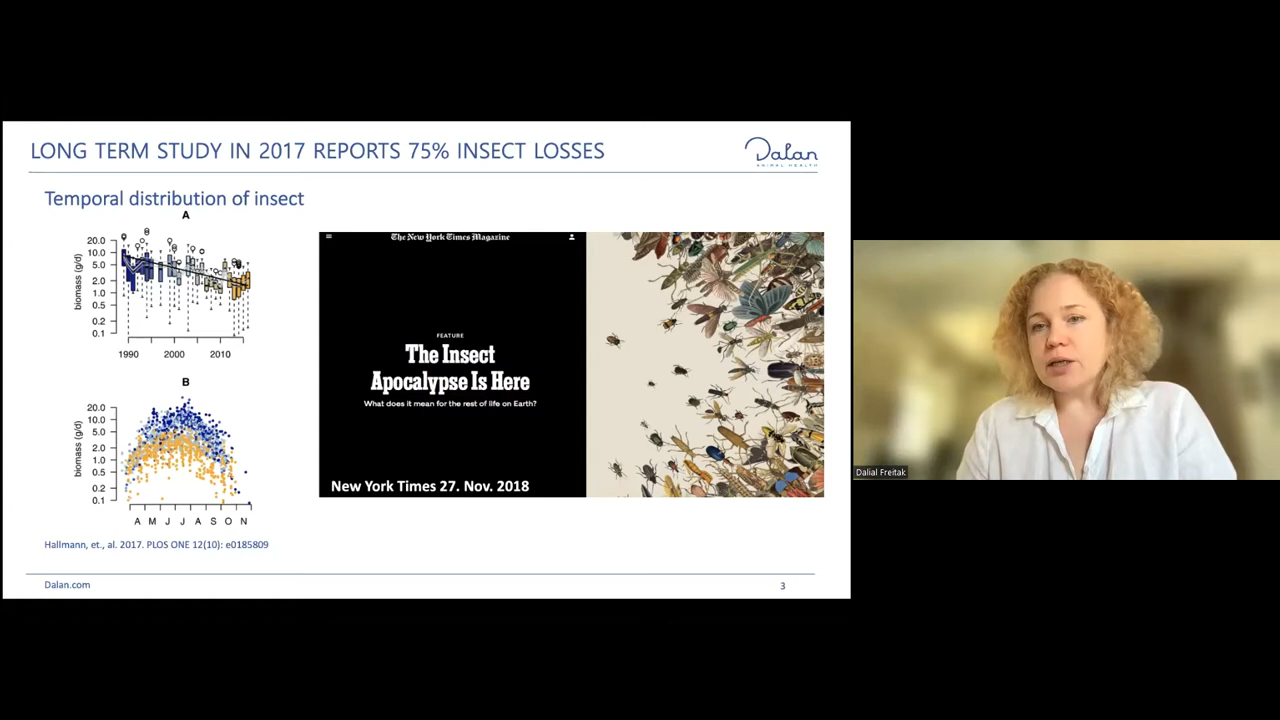 LONG TERM STUDY IN 2017 REPORTS 75% INSECT LOSSES
Dalan
ANIMAL HEALTH
Temporal distribution of insect
A
biomass (g/d)
20.0
10.0
5.0
2.0
1.0
0.5
0.2
0.1
1990
2000
2010
B
biomass (g/d)
20.0
10.0
5.0
2.0
1.0
0.5
0.2
0.1
A M J J A S O N
Hallmann, et., al. 2017. PLOS ONE 12(10): e0185809
The New York Times Magazine
FEATURE
The Insect
Apocalypse Is Here
What does it mean for the rest of life on Earth?
New York Times 27. Nov. 2018
Dalan.com
3
Dalial Freitak